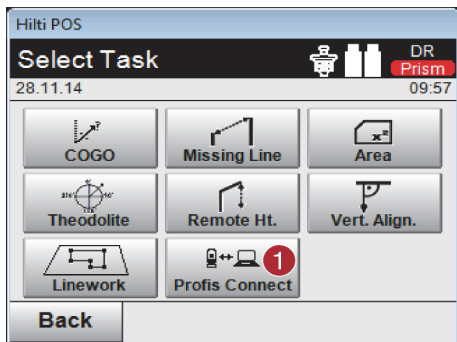 Hilti POS
Select Task
DR
Prism
28.11.14 09:57
COGO Missing Line Area
Theodolite Remote Ht. Vert. Align.
Linework Profis Connect 1
Back